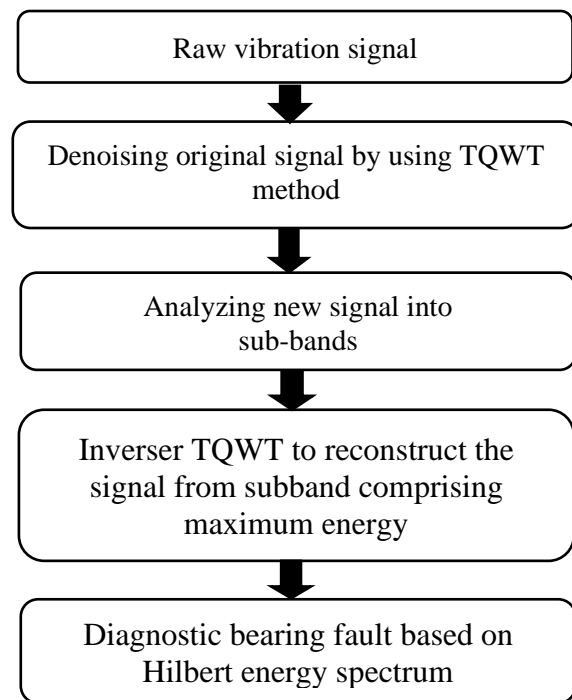 Raw vibration signal
Denoising original signal by using TQWT
method
Analyzing new signal into
sub-bands
Inverser TQWT to reconstruct the
signal from subband comprising
maximum energy
Diagnostic bearing fault based on
Hilbert energy spectrum